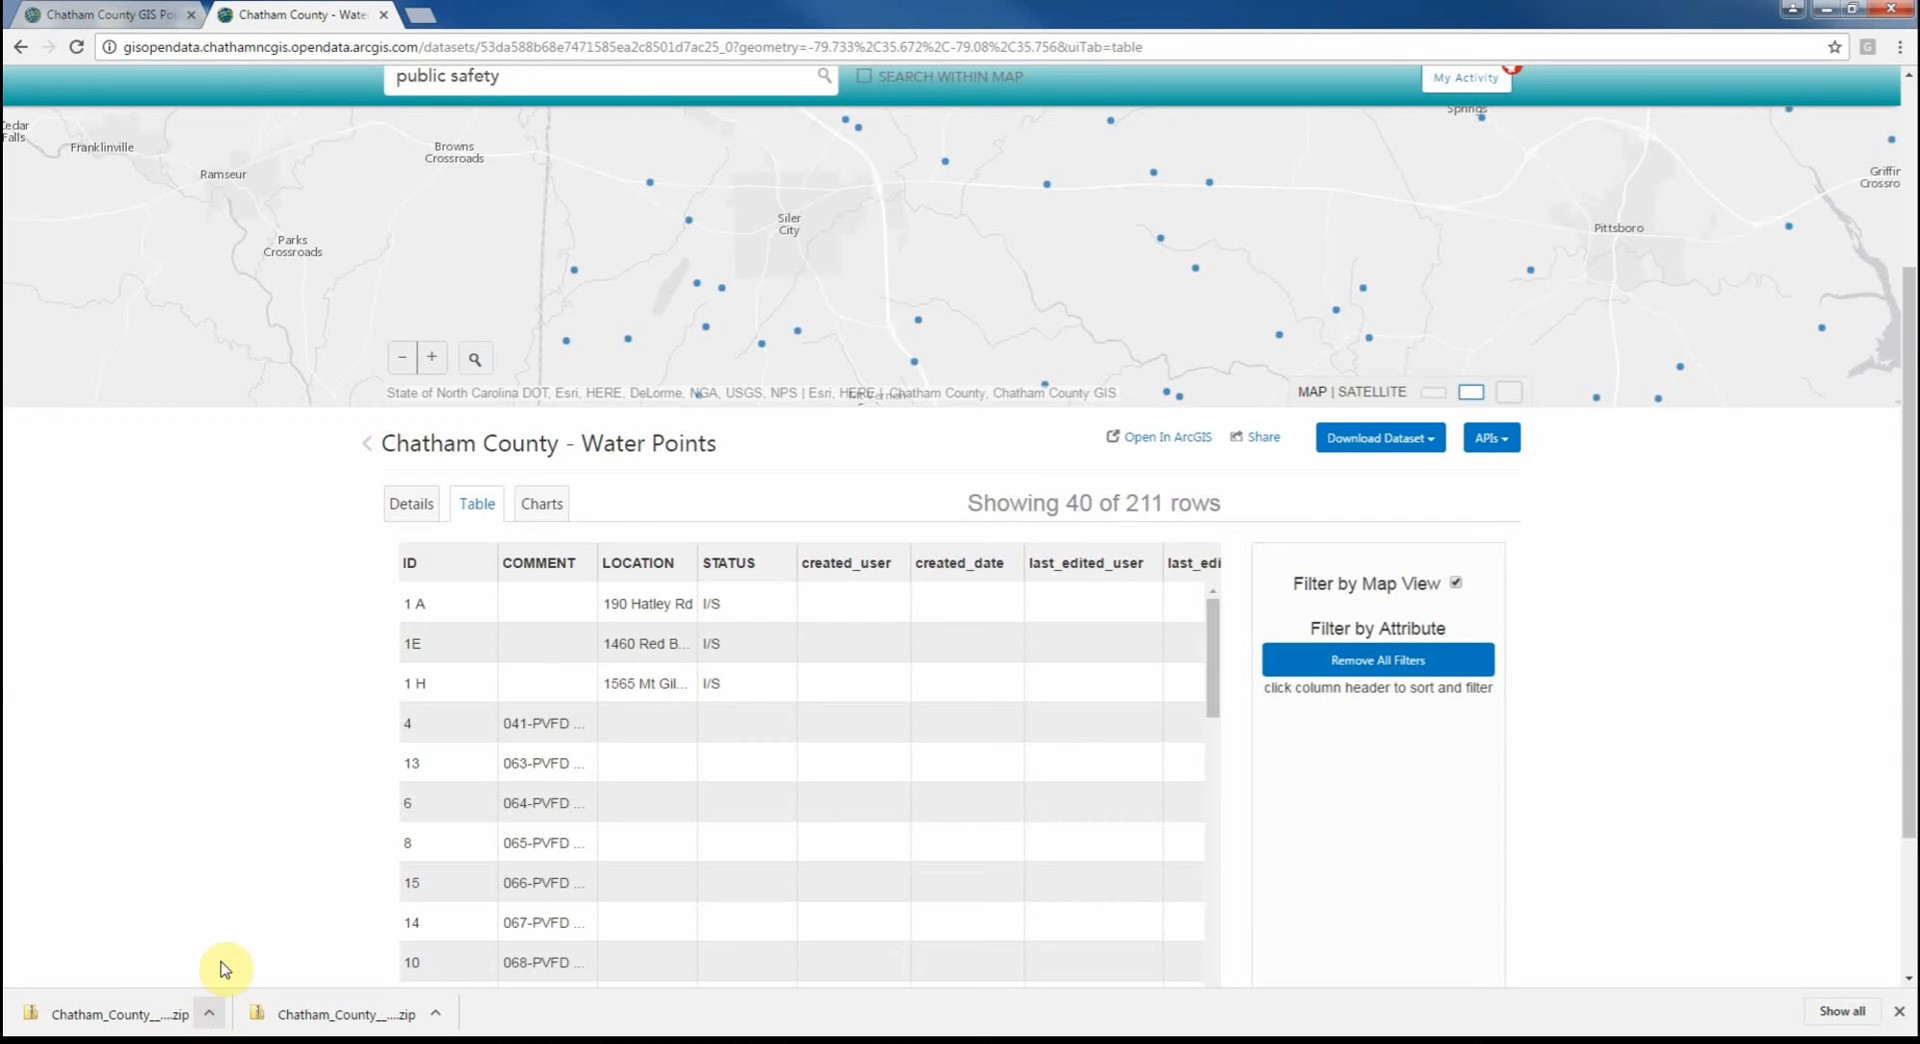 Chatham County GIS Po
Chatham County - Wate
gisopendata.chathamncgis.opendata.arcgis.com/datasets/53da588b68e7471585ea2c8501d7ac25_0?geometry=-79.733%2C35.672%2C-79.08%2C35.756&uiTab=table
public safety
SEARCH WITHIN MAP
My Activity
Springs
Cedar
Falls
Franklinville
Browns
Crossroads
Ramseur
Griffin
Crossro
Siler
City
Pittsboro
Parks
Crossroads
State of North Carolina DOT, Esri, HERE, DeLorme, NGA, USGS, NPS | Esri, HERE | Chatham County, Chatham County GIS
MAP | SATELLITE
Chatham County - Water Points
Open In ArcGIS
Share
Download Dataset
APIs
Details
Table
Charts
Showing 40 of 211 rows
ID COMMENT LOCATION STATUS created_user created_date last_edited_user last_edi
1 A 190 Hatley Rd I/S
1E 1460 Red B... I/S
1 H 1565 Mt Gil... I/S
4 041-PVFD ...
13 063-PVFD ...
6 064-PVFD ...
8 065-PVFD ...
15 066-PVFD ...
14 067-PVFD ...
10 068-PVFD ...
Filter by Map View
Filter by Attribute
Remove All Filters
click column header to sort and filter
Chatham_County__....zip
Chatham_County__....zip
Show all